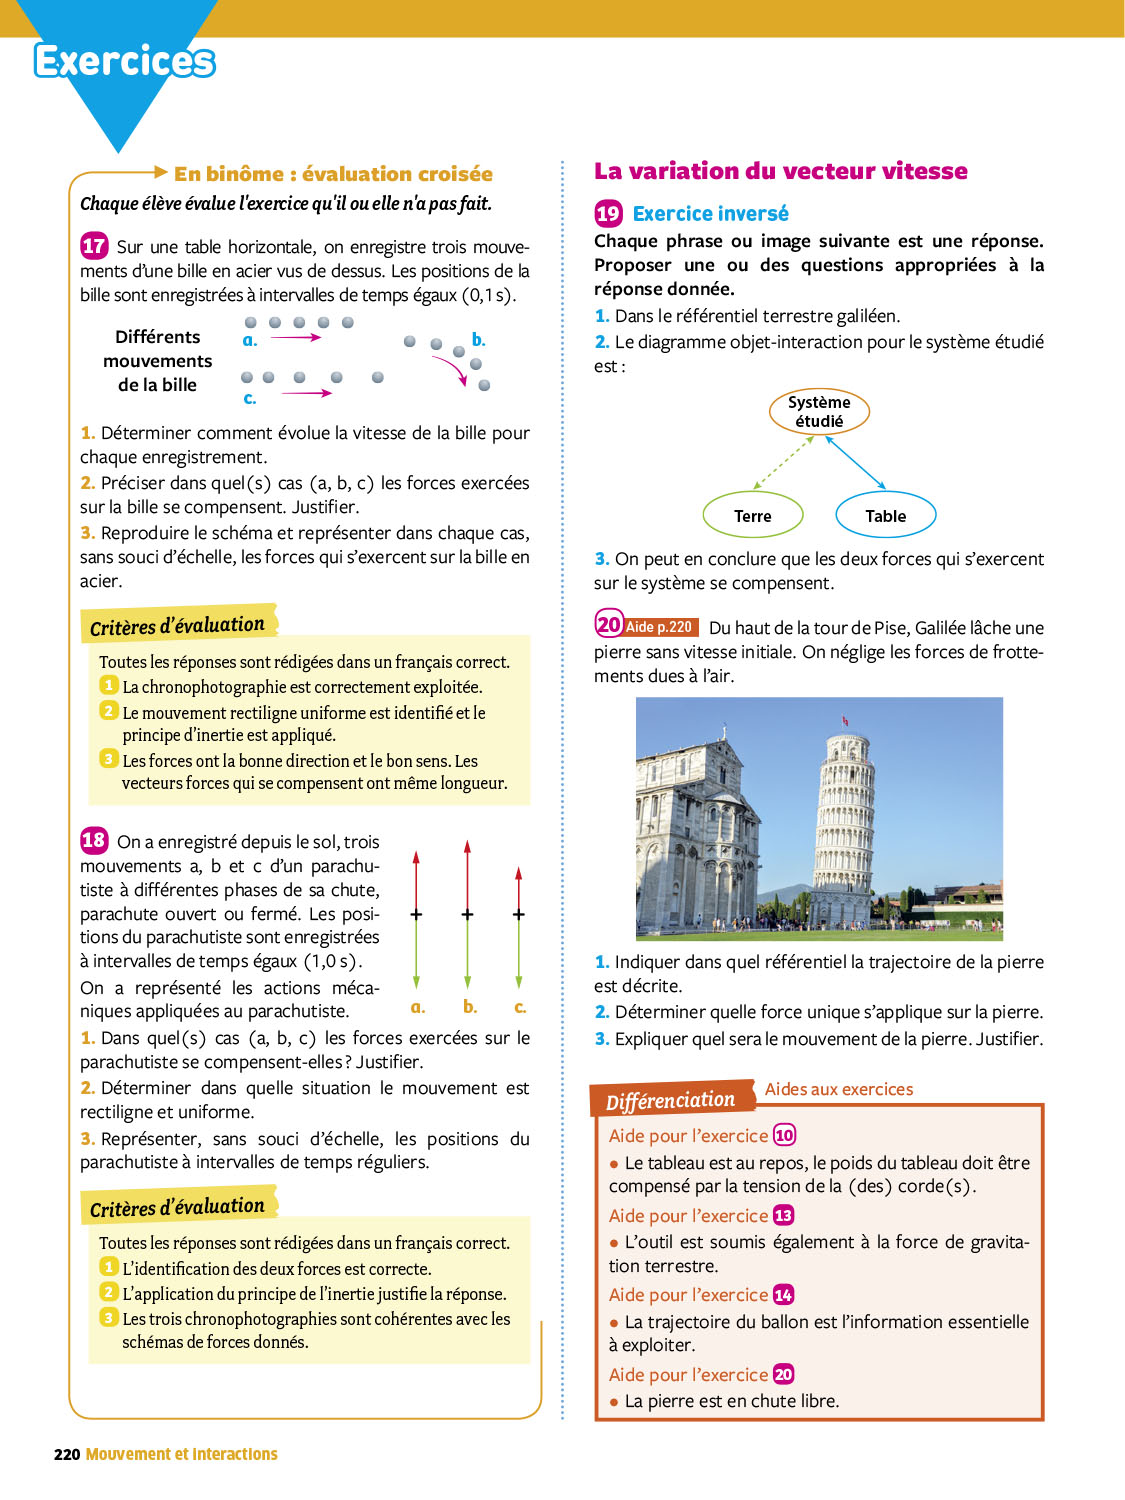 Exercices
En binôme : évaluation croisée
Chaque élève évalue l'exercice qu'il ou elle n'a pas fait.
17 Sur une table horizontale, on enregistre trois mouve-
ments d'une bille en acier vus de dessus. Les positions de la
bille sont enregistrées à intervalles de temps égaux (0,1 s).
Différents
mouvements
de la bille
a.
b.
c.
1. Déterminer comment évolue la vitesse de la bille pour
chaque enregistrement.
2. Préciser dans quel(s) cas (a, b, c) les forces exercées
sur la bille se compensent. Justifier.
3. Reproduire le schéma et représenter dans chaque cas,
sans souci d'échelle, les forces qui s'exercent sur la bille en
acier.
Critères d'évaluation
Toutes les réponses sont rédigées dans un français correct.
1 La chronophotographie est correctement exploitée.
2 Le mouvement rectiligne uniforme est identifié et le
principe d'inertie est appliqué.
3 Les forces ont la bonne direction et le bon sens. Les
vecteurs forces qui se compensent ont même longueur.
18 On a enregistré depuis le sol, trois
mouvements a, b et c d'un parachu-
tiste à différentes phases de sa chute,
parachute ouvert ou fermé. Les posi-
tions du parachutiste sont enregistrées
à intervalles de temps égaux (1,0 s).
On a représenté les actions méca-
niques appliquées au parachutiste.
a. b. c.
1. Dans quel(s) cas (a, b, c) les forces exercées sur le
parachutiste se compensent-elles ? Justifier.
2. Déterminer dans quelle situation le mouvement est
rectiligne et uniforme.
3. Représenter, sans souci d'échelle, les positions du
parachutiste à intervalles de temps réguliers.
Critères d'évaluation
Toutes les réponses sont rédigées dans un français correct.
1 L'identification des deux forces est correcte.
2 L'application du principe de l'inertie justifie la réponse.
3 Les trois chronophotographies sont cohérentes avec les
schémas de forces donnés.
La variation du vecteur vitesse
19 Exercice inversé
Chaque phrase ou image suivante est une réponse.
Proposer une ou des questions appropriées à la
réponse donnée.
1. Dans le référentiel terrestre galiléen.
2. Le diagramme objet-interaction pour le système étudié
est :
Système
étudié
Terre
Table
3. On peut en conclure que les deux forces qui s'exercent
sur le système se compensent.
20 Aide p.220 Du haut de la tour de Pise, Galilée lâche une
pierre sans vitesse initiale. On néglige les forces de frotte-
ments dues à l'air.
1. Indiquer dans quel référentiel la trajectoire de la pierre
est décrite.
2. Déterminer quelle force unique s'applique sur la pierre.
3. Expliquer quel sera le mouvement de la pierre. Justifier.
Différenciation
Aides aux exercices
Aide pour l'exercice 10
• Le tableau est au repos, le poids du tableau doit être
compensé par la tension de la (des) corde(s).
Aide pour l'exercice 13
• L'outil est soumis également à la force de gravita-
tion terrestre.
Aide pour l'exercice 14
• La trajectoire du ballon est l'information essentielle
à exploiter.
Aide pour l'exercice 20
• La pierre est en chute libre.
220 Mouvement et interactions